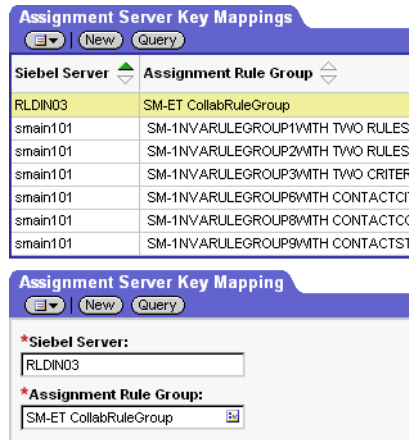 Assignment Server Key Mappings
New Query
Siebel Server Assignment Rule Group
RLDIN03 SM-ET CollabRuleGroup
smain101 SM-1NVARULEGROUP1WITH TWO RULES
smain101 SM-1NVARULEGROUP2WITH TWO RULES
smain101 SM-1NVARULEGROUP3WITH TWO CRITER
smain101 SM-1NVARULEGROUP6WITH CONTACTCI
smain101 SM-1NVARULEGROUP8WITH CONTACTCO
smain101 SM-1NVARULEGROUP9WITH CONTACTST
Assignment Server Key Mapping
New Query
*Siebel Server:
RLDIN03
*Assignment Rule Group:
SM-ET CollabRuleGroup